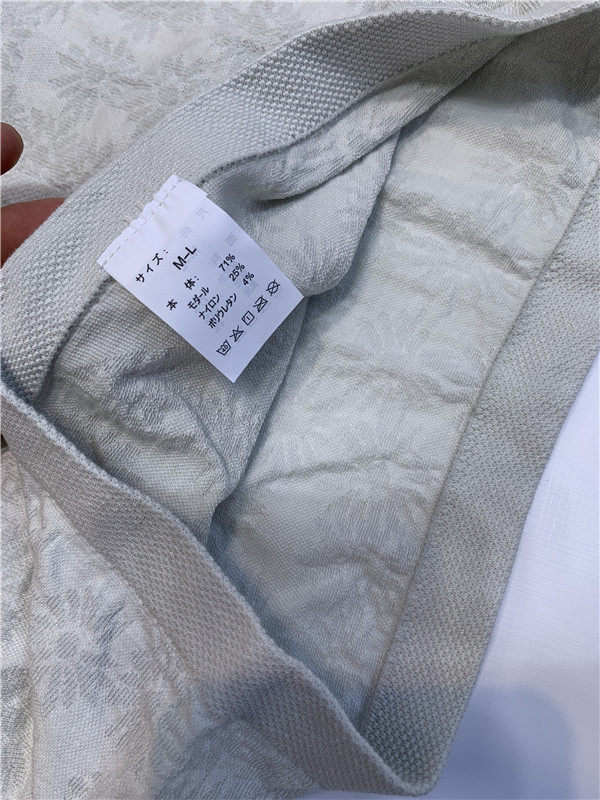 サイズ:
M-L
本 体:
モダール 71%
ナイロン 25%
ポリウレタン 4%